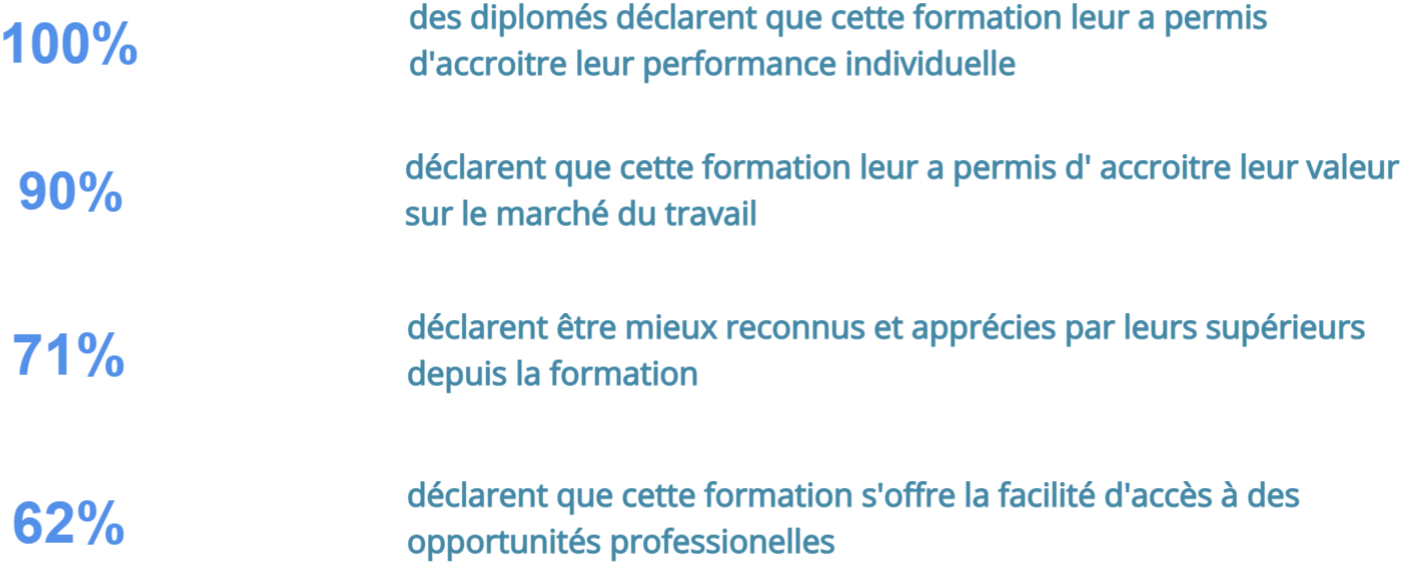 100%
des diplomés déclarent que cette formation leur a permis
d'accroitre leur performance individuelle
90%
déclarent que cette formation leur a permis d' accroitre leur valeur
sur le marché du travail
71%
déclarent être mieux reconnus et apprécies par leurs supérieurs
depuis la formation
62%
déclarent que cette formation s'offre la facilité d'accès à des
opportunités professionelles